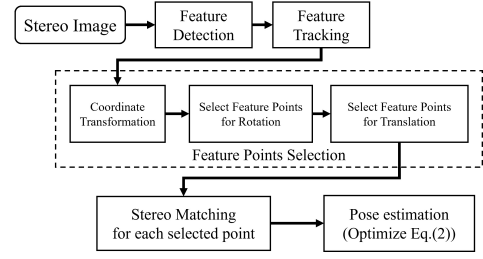 Stereo Image
Feature
Detection
Feature
Tracking
Coordinate
Transformation
Select Feature Points
for Rotation
Select Feature Points
for Translation
Feature Points Selection
Stereo Matching
for each selected point
Pose estimation
(Optimize Eq.(2))